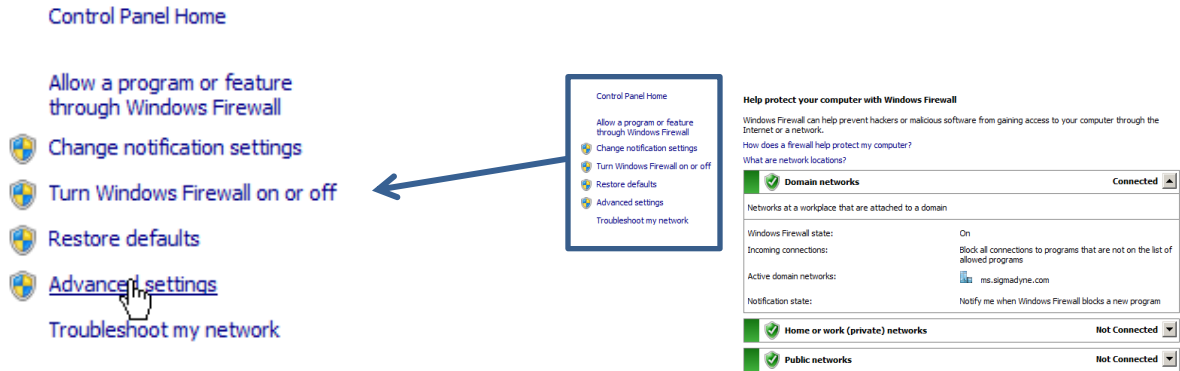 Control Panel Home
Allow a program or feature
through Windows Firewall
Change notification settings
Turn Windows Firewall on or off
Restore defaults
Advanced settings
Troubleshoot my network
Control Panel Home
Allow a program or feature
through Windows Firewall
Change notification settings
Turn Windows Firewall on or off
Restore defaults
Advanced settings
Troubleshoot my network
Help protect your computer with Windows Firewall
Windows Firewall can help prevent hackers or malicious software from gaining access to your computer through the
Internet or a network.
How does a firewall help protect my computer?
What are network locations?
Domain networks Connected
Networks at a workplace that are attached to a domain
Windows Firewall state: On
Incoming connections: Block all connections to programs that are not on the list of
allowed programs
Active domain networks: ms.sigmadyne.com
Notification state: Notify me when Windows Firewall blocks a new program
Home or work (private) networks Not Connected
Public networks Not Connected